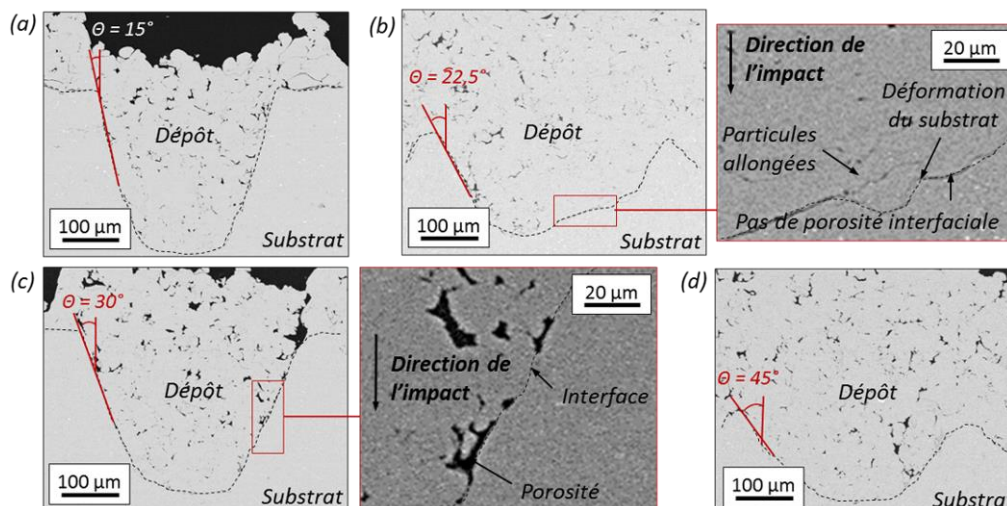 (a)
Θ = 15°
Dépôt
100 µm
Substrat
(b)
Θ = 22,5°
Dépôt
100 µm
Substrat
Direction de
l'impact
20 µm
Déformation
du substrat
Particules
allongées
Pas de porosité interfaciale
(c)
Θ = 30°
Dépôt
100 µm
Substrat
20 µm
Direction de
l'impact
Interface
Porosité
(d)
Θ = 45°
Dépôt
100 µm
Substrat